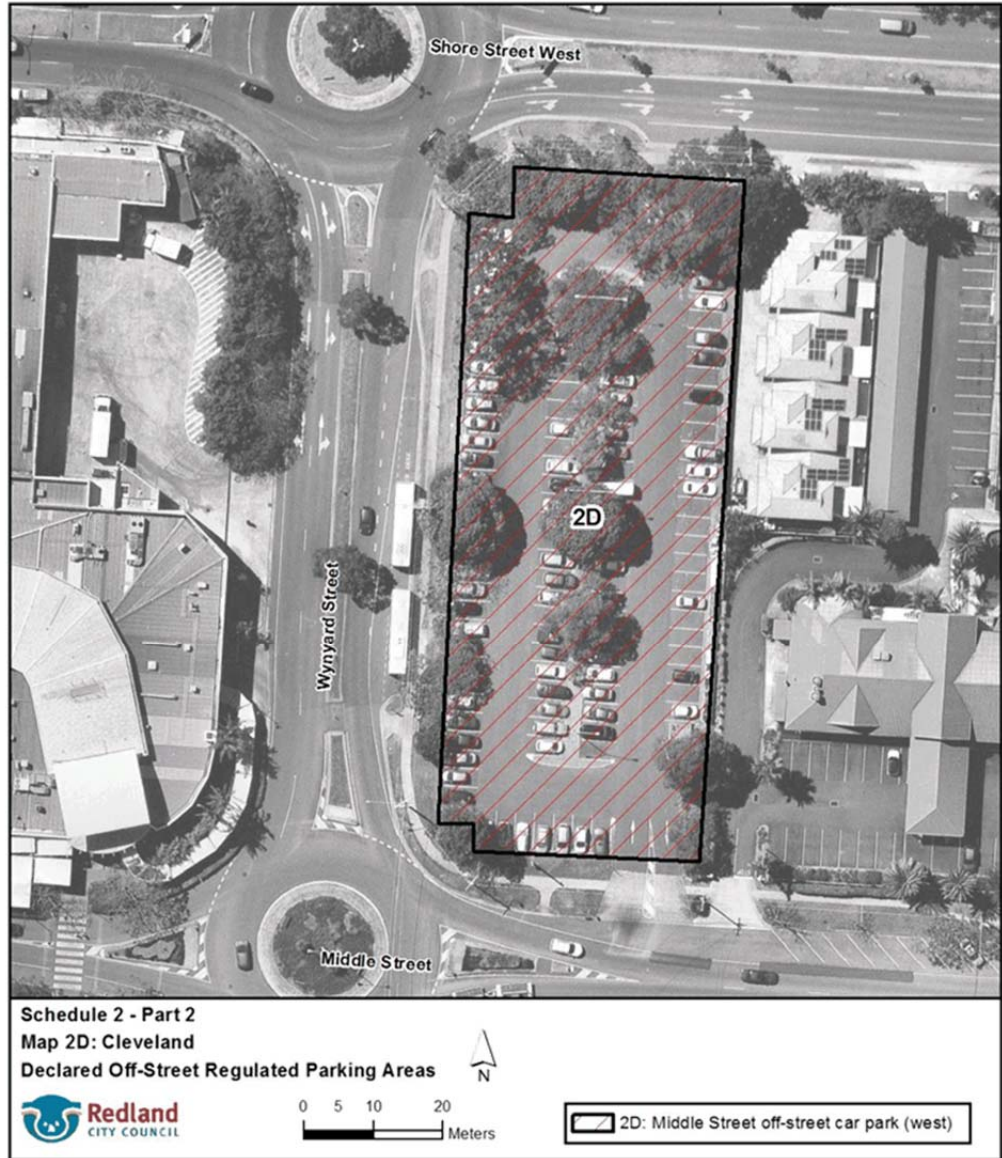 Shore Street West
2D
Wynyard Street
Middle Street
Schedule 2 - Part 2
Map 2D: Cleveland
Declared Off-Street Regulated Parking Areas
N
Redland
CITY COUNCIL
0 5 10 20
Meters
2D: Middle Street off-street car park (west)